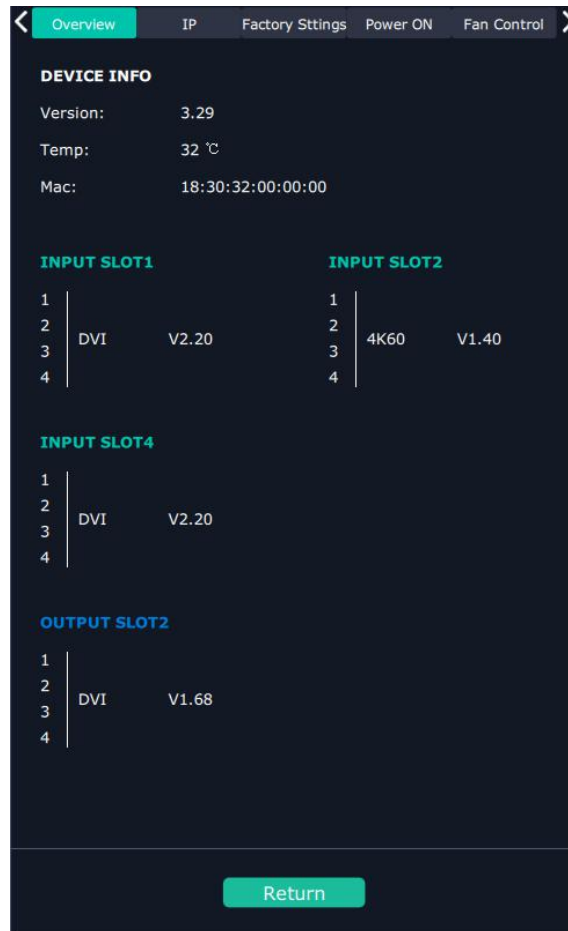 Overview IP Factory Sttings Power ON Fan Control
DEVICE INFO
Version: 3.29
Temp: 32 ℃
Mac: 18:30:32:00:00:00
INPUT SLOT1 INPUT SLOT2
1 1
2 2
DVI V2.20 4K60 V1.40
3 3
4 4
INPUT SLOT4
1
2
DVI V2.20
3
4
OUTPUT SLOT2
1
2
DVI V1.68
3
4
Return